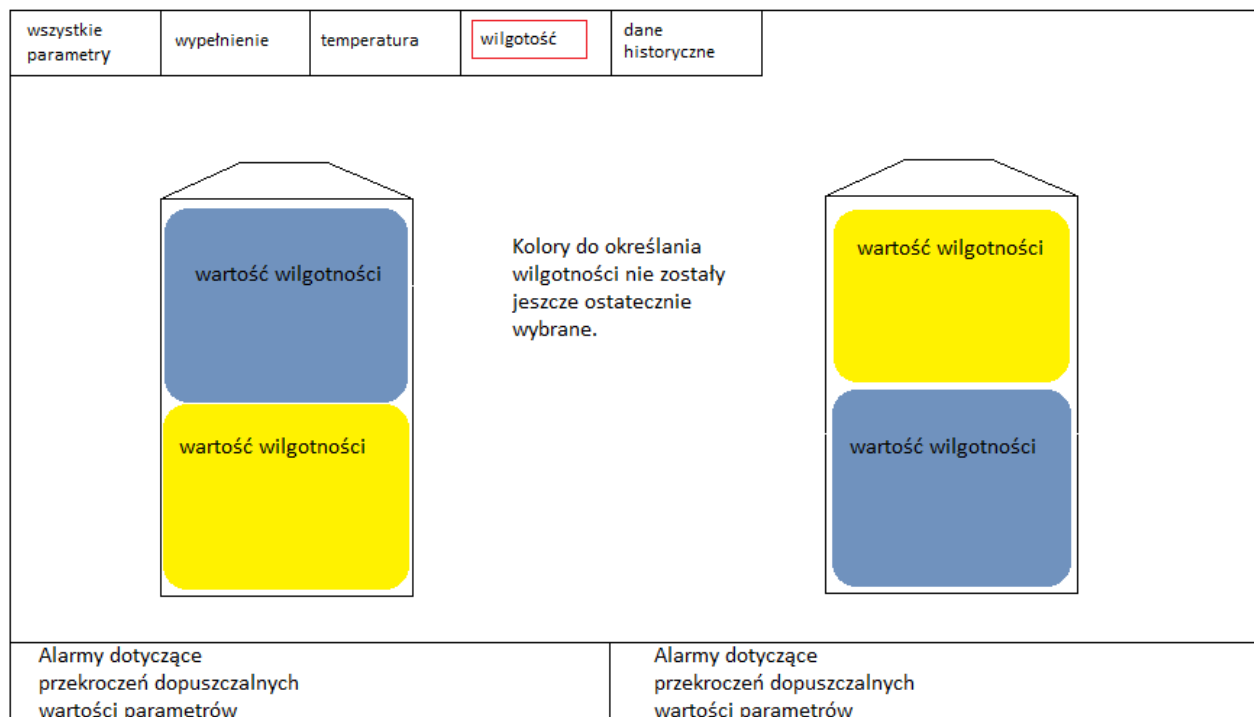 wszystkie
parametry
wypełnienie
temperatura
wilgotość
dane
historyczne
wartość wilgotności
wartość wilgotności
Kolory do określania
wilgotności nie zostały
jeszcze ostatecznie
wybrane.
wartość wilgotności
wartość wilgotności
Alarmy dotyczące
przekroczeń dopuszczalnych
wartości parametrów
Alarmy dotyczące
przekroczeń dopuszczalnych
wartości parametrów